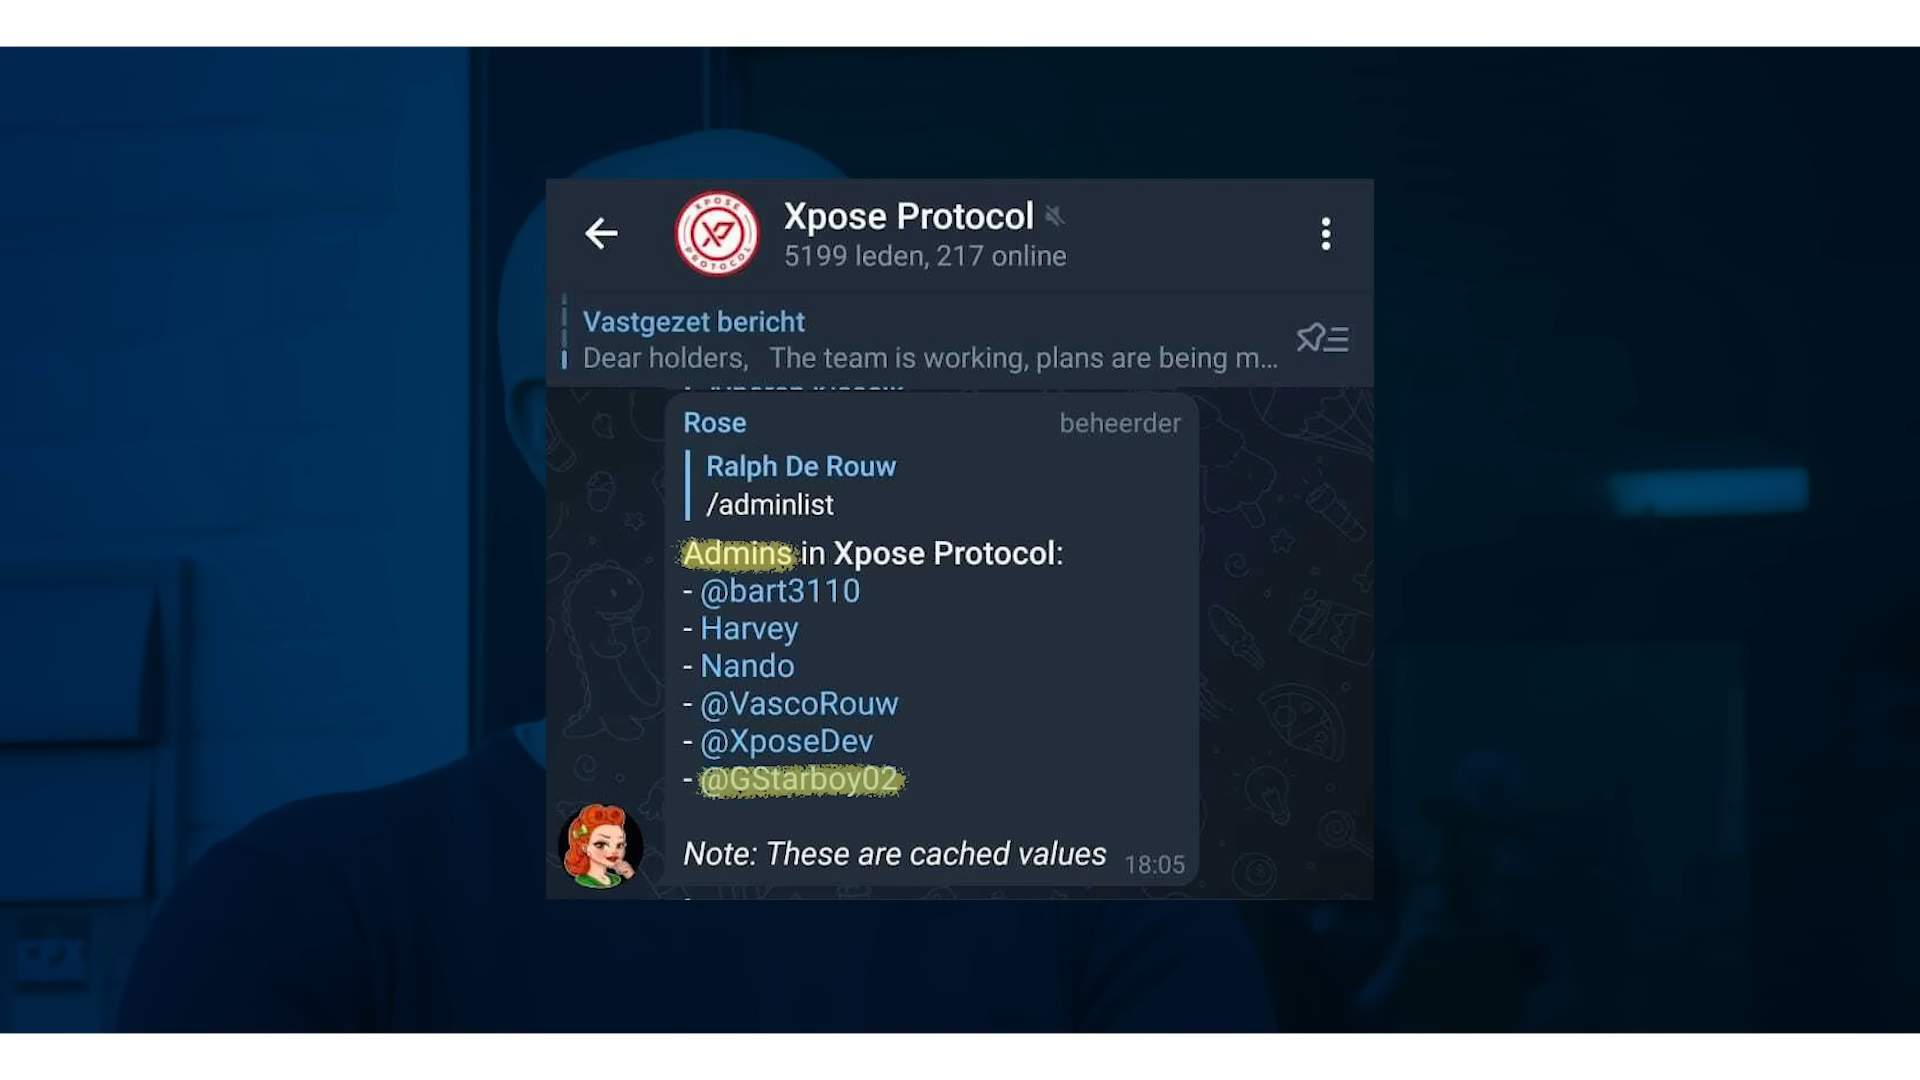 XPOSE
PROTOCOL
Xpose Protocol
5199 leden, 217 online
Vastgezet bericht
Dear holders, The team is working, plans are being m...
Rose beheerder
Ralph De Rouw
/adminlist
Admins in Xpose Protocol:
- @bart3110
- Harvey
- Nando
- @VascoRouw
- @XposeDev
- @GStarboy02
Note: These are cached values 18:05